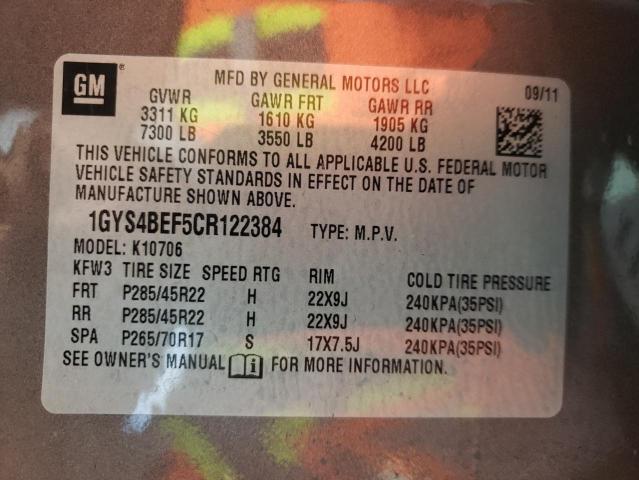 GM
MFD BY GENERAL MOTORS LLC
09/11
GVWR GAWR FRT GAWR RR
3311 KG 1610 KG 1905 KG
7300 LB 3550 LB 4200 LB
THIS VEHICLE CONFORMS TO ALL APPLICABLE U.S. FEDERAL MOTOR
VEHICLE SAFETY STANDARDS IN EFFECT ON THE DATE OF
MANUFACTURE SHOWN ABOVE.
1GYS4BEF5CR122384 TYPE: M.P.V.
MODEL: K10706
KFW3 TIRE SIZE SPEED RTG RIM COLD TIRE PRESSURE
FRT P285/45R22 H 22X9J 240KPA(35PSI)
RR P285/45R22 H 22X9J 240KPA(35PSI)
SPA P265/70R17 S 17X7.5J 240KPA(35PSI)
SEE OWNER'S MANUAL FOR MORE INFORMATION.